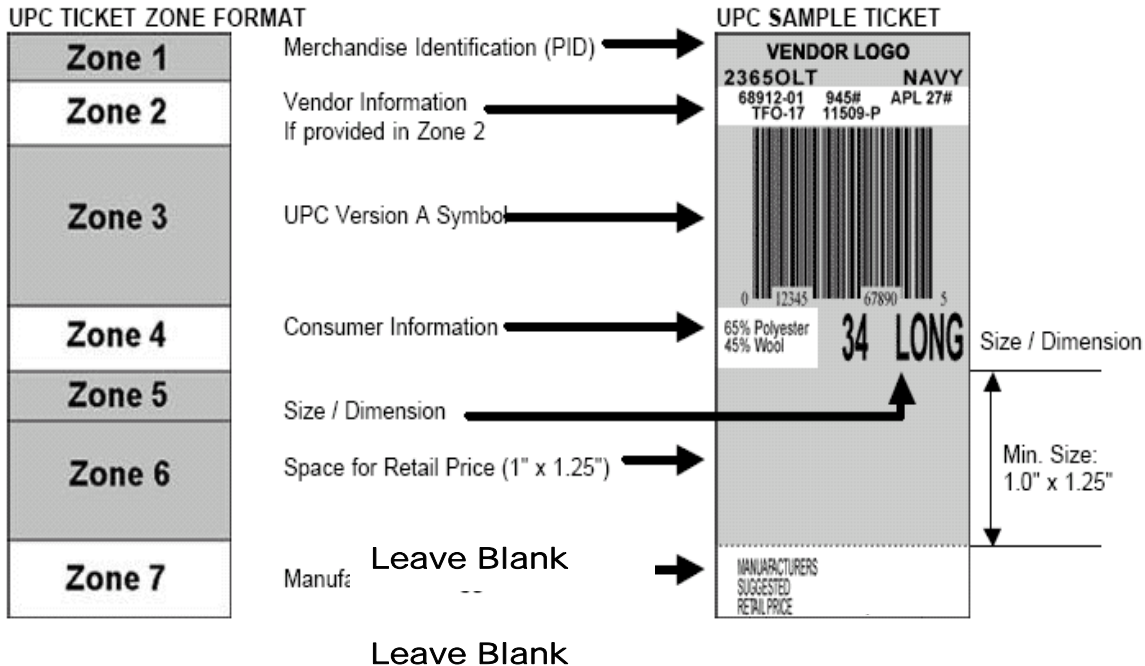 UPC TICKET ZONE FORMAT
Zone 1
Zone 2
Zone 3
Zone 4
Zone 5
Zone 6
Zone 7
Merchandise Identification (PID)
Vendor Information
If provided in Zone 2
UPC Version A Symbol
Consumer Information
Size / Dimension
Space for Retail Price (1" x 1.25")
Manufa
Leave Blank
Leave Blank
UPC SAMPLE TICKET
VENDOR LOGO
2365OLT NAVY
68912-01 945# APL 27#
TFO-17 11509-P
0 12345 67890 5
65% Polyester
45% Wool
34 LONG
MANUAFACTURERS
SUGGESTED
RETAIL PRICE
Size / Dimension
Min. Size:
1.0" x 1.25"